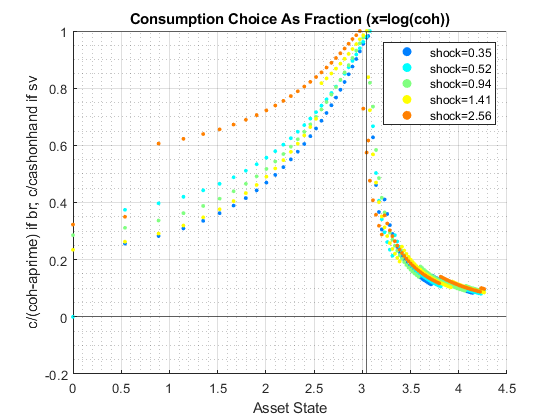 Consumption Choice As Fraction (x=log(coh))
c/(coh-aprime) if br; c/cashonhand if sv
1
0.8
0.6
0.4
0.2
0
-0.2
shock=0.35
shock=0.52
shock=0.94
shock=1.41
shock=2.56
0 0.5 1 1.5 2 2.5 3 3.5 4 4.5
Asset State